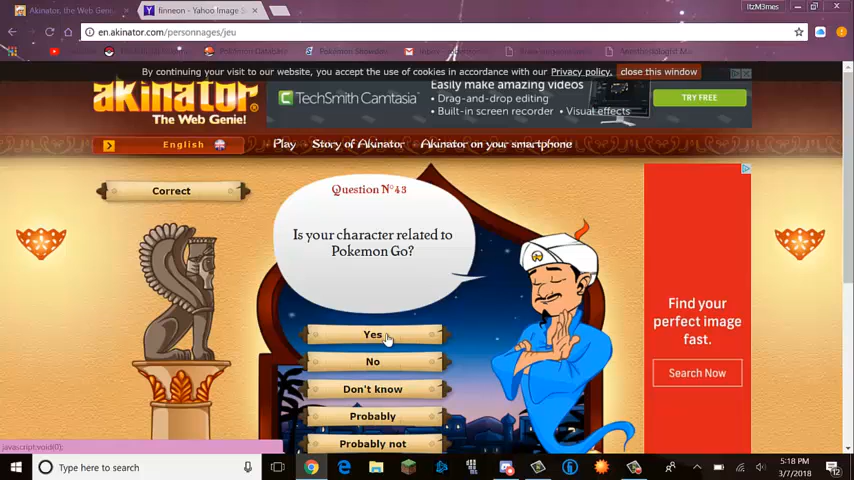 ItzM3mes
Akinator, the Web Genie
finneon - Yahoo Image S
en.akinator.com/personnages/jeu
Pokémon Database
Pokémon Showdown
By continuing your visit to our website, you accept the use of cookies in accordance with our Privacy policy. close this window
akinator
The Web Genie!
TechSmith Camtasia
Easily make amazing videos
• Drag-and-drop editing
• Built-in screen recorder • Visual effects
TRY FREE
English
Play
Story of Akinator
Akinator on your smartphone
Correct
Question N°43
Is your character related to
Pokemon Go?
Yes
No
Don't know
Probably
Probably not
Find your
perfect image
fast.
Search Now
javascript:void(0);
Type here to search
5:18 PM
3/7/2018
12